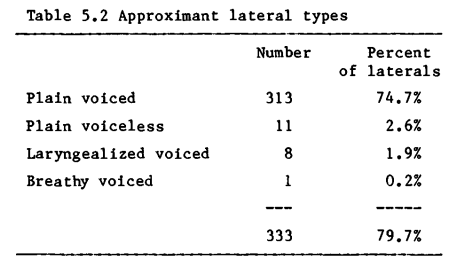 Table 5.2 Approximant lateral types
Number Percent
of laterals
Plain voiced 313 74.7%
Plain voiceless 11 2.6%
Laryngealized voiced 8 1.9%
Breathy voiced 1 0.2%
--- -----
333 79.7%